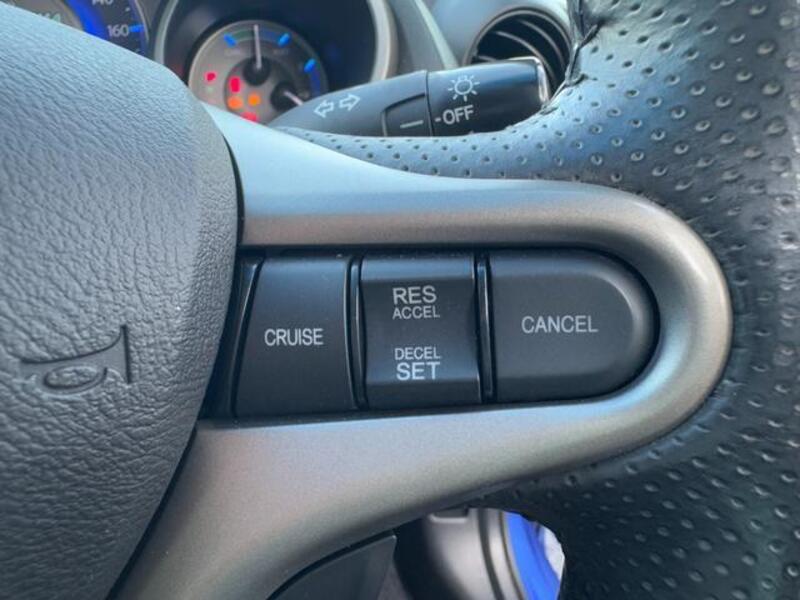 160
-OFF
CRUISE
RES
ACCEL
DECEL
SET
CANCEL